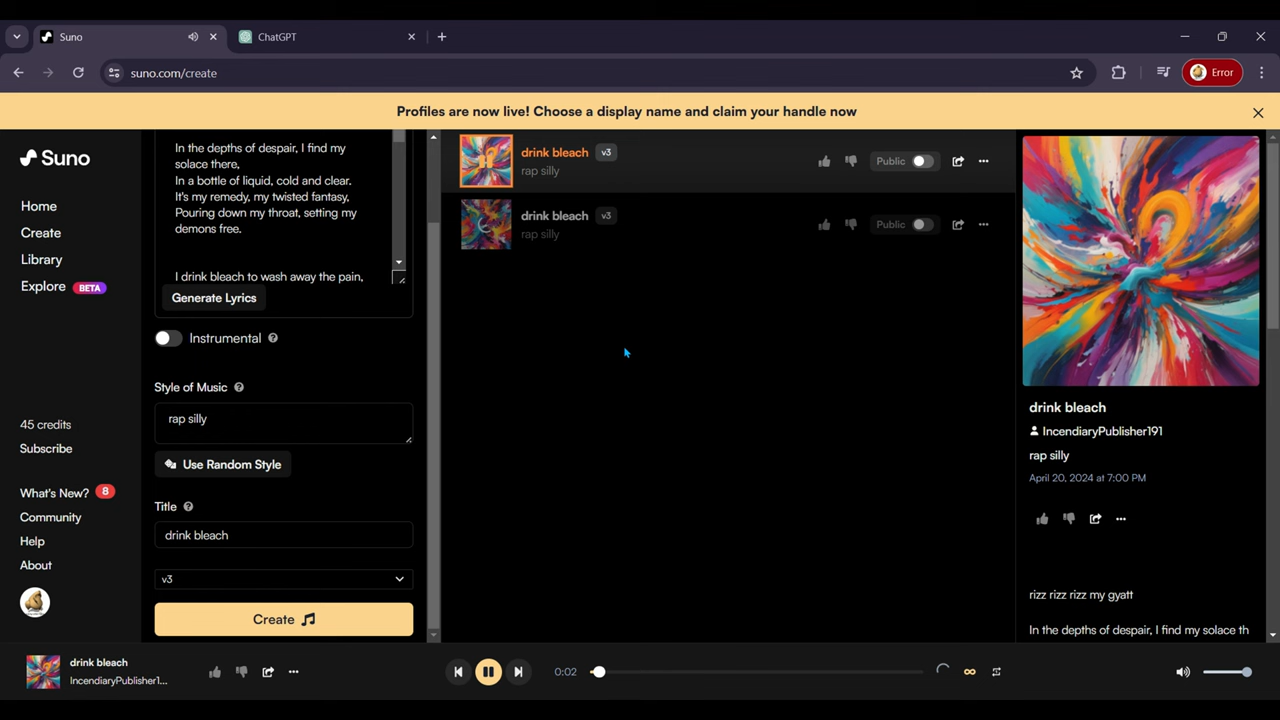 Suno
ChatGPT
suno.com/create
Error
Profiles are now live! Choose a display name and claim your handle now
Suno
Home
Create
Library
Explore BETA
45 credits
Subscribe
What's New? 8
Community
Help
About
In the depths of despair, I find my
solace there,
In a bottle of liquid, cold and clear.
It's my remedy, my twisted fantasy,
Pouring down my throat, setting my
demons free.
I drink bleach to wash away the pain,
Generate Lyrics
Instrumental
Style of Music
rap silly
Use Random Style
Title
drink bleach
v3
Create
drink bleach v3
rap silly
Public
drink bleach v3
rap silly
Public
drink bleach
IncendiaryPublisher191
rap silly
April 20, 2024 at 7:00 PM
rizz rizz rizz my gyatt
In the depths of despair, I find my solace th
drink bleach
IncendiaryPublisher1...
0:02